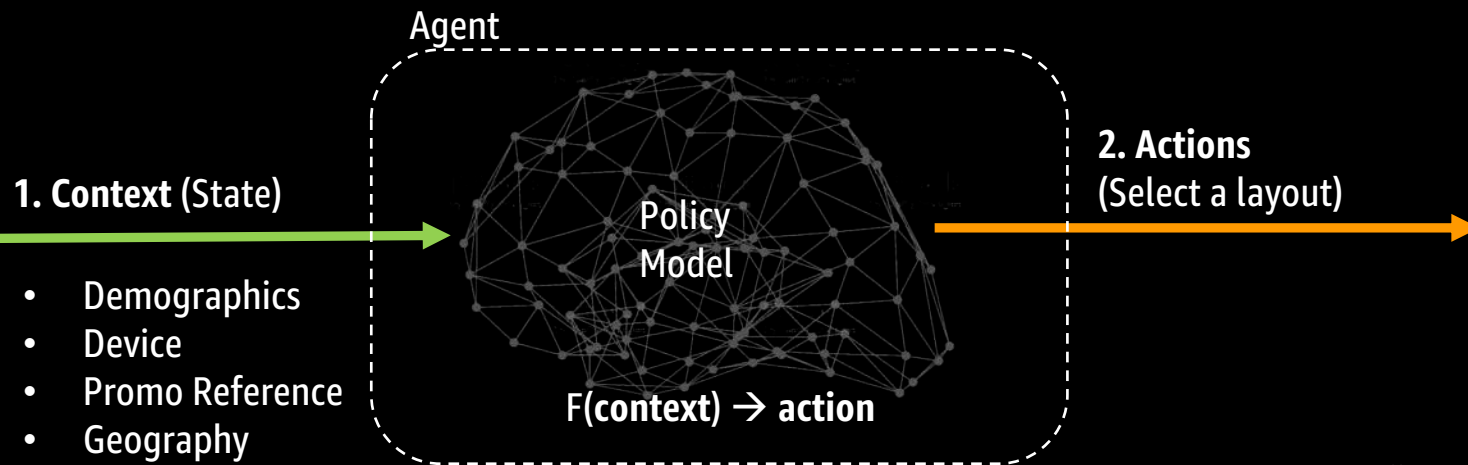 Agent
1. Context (State)
• Demographics
• Device
• Promo Reference
• Geography
Policy
Model
F(context) → action
2. Actions
(Select a layout)